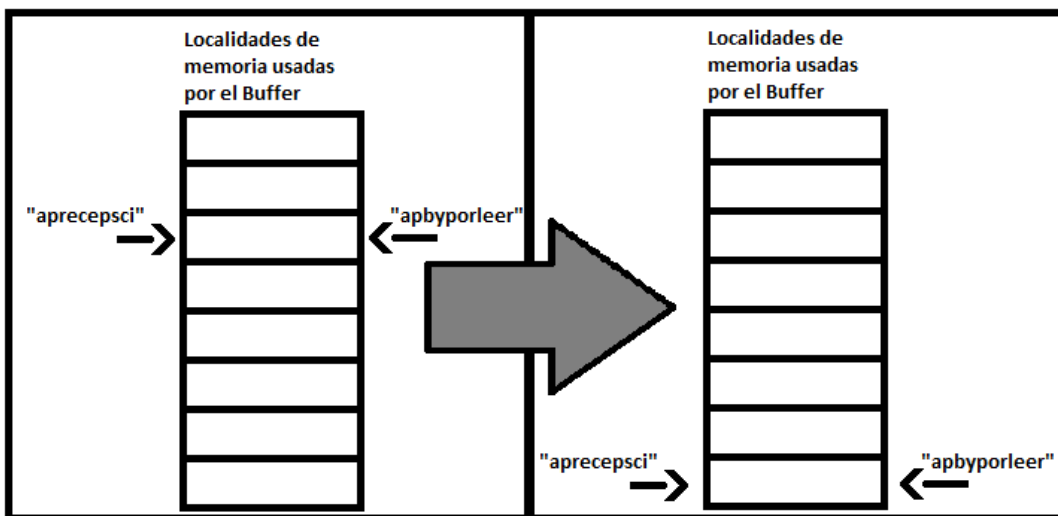 Localidades de
memoria usadas
por el Buffer
"aprecepsci"
"apbyporleer"
Localidades de
memoria usadas
por el Buffer
"aprecepsci"
"apbyporleer"